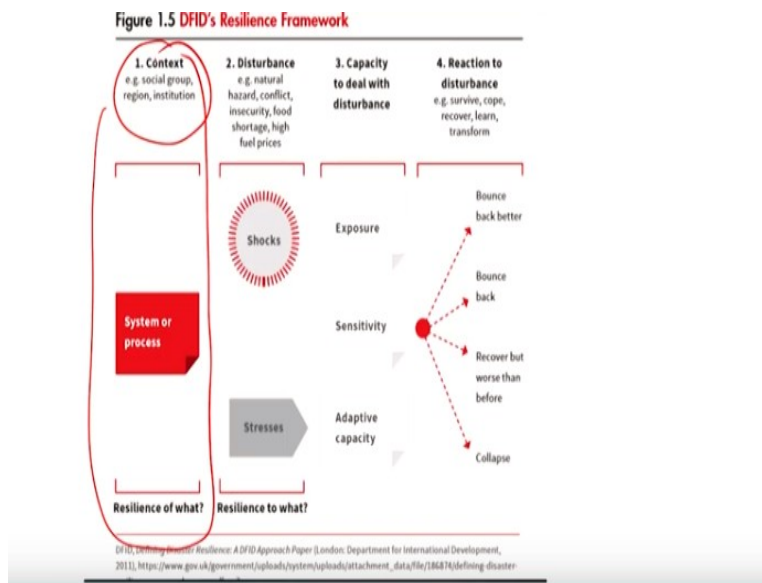 Figure 1.5 DFID's Resilience Framework
1. Context
e.g. social group,
region, institution
2. Disturbance
e.g. natural
hazard, conflict,
insecurity, food
shortage, high
fuel prices
3. Capacity
to deal with
disturbance
4. Reaction to
disturbance
e.g. survive, cope,
recover, learn,
transform
System or
process
Resilience of what?
Shocks
Stresses
Resilience to what?
Exposure
Sensitivity
Adaptive
capacity
Bounce
back better
Bounce
back
Recover but
worse than
before
Collapse
DFID, Defining Disaster Resilience: A DFID Approach Paper (London: Department for International Development,
2011), https://www.gov.uk/government/uploads/system/uploads/attachment_data/file/186874/defining-disaster-